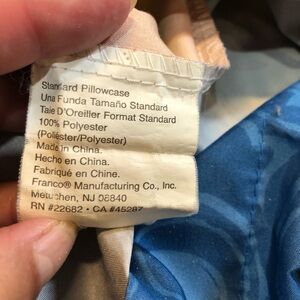 Standard Pillowcase
Una Funda Tamaño Standard
Taie D'Oreiller Format Standard
100% Polyester
(Poliéster/Polyester)
Made in China.
Hecho en China.
Fabriqué en Chine.
Franco® Manufacturing Co., Inc.
Metuchen, NJ 08840
RN #22682 • CA #45287